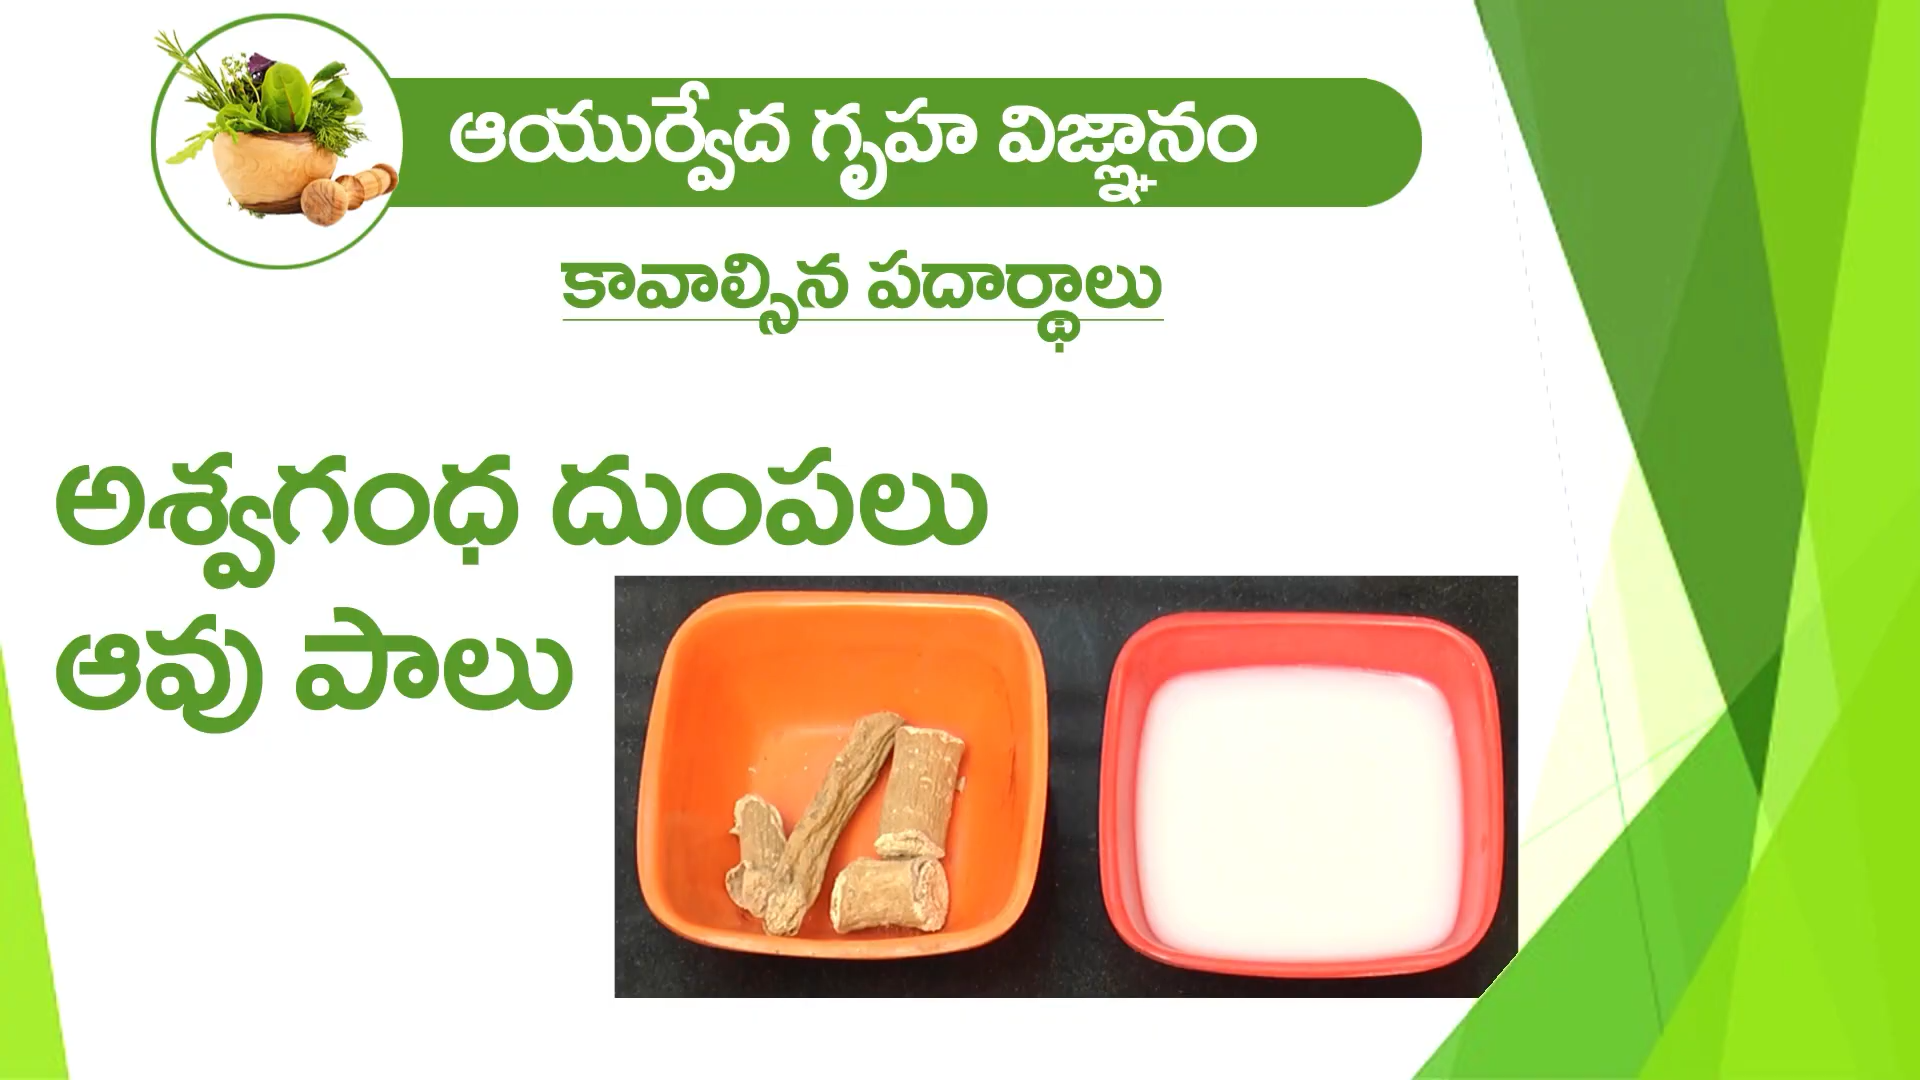 ఆయుర్వేద గృహ విజ్ఞానం
కావాల్సిన పదార్థాలు
అశ్వగంధ దుంపలు
ఆవు పాలు